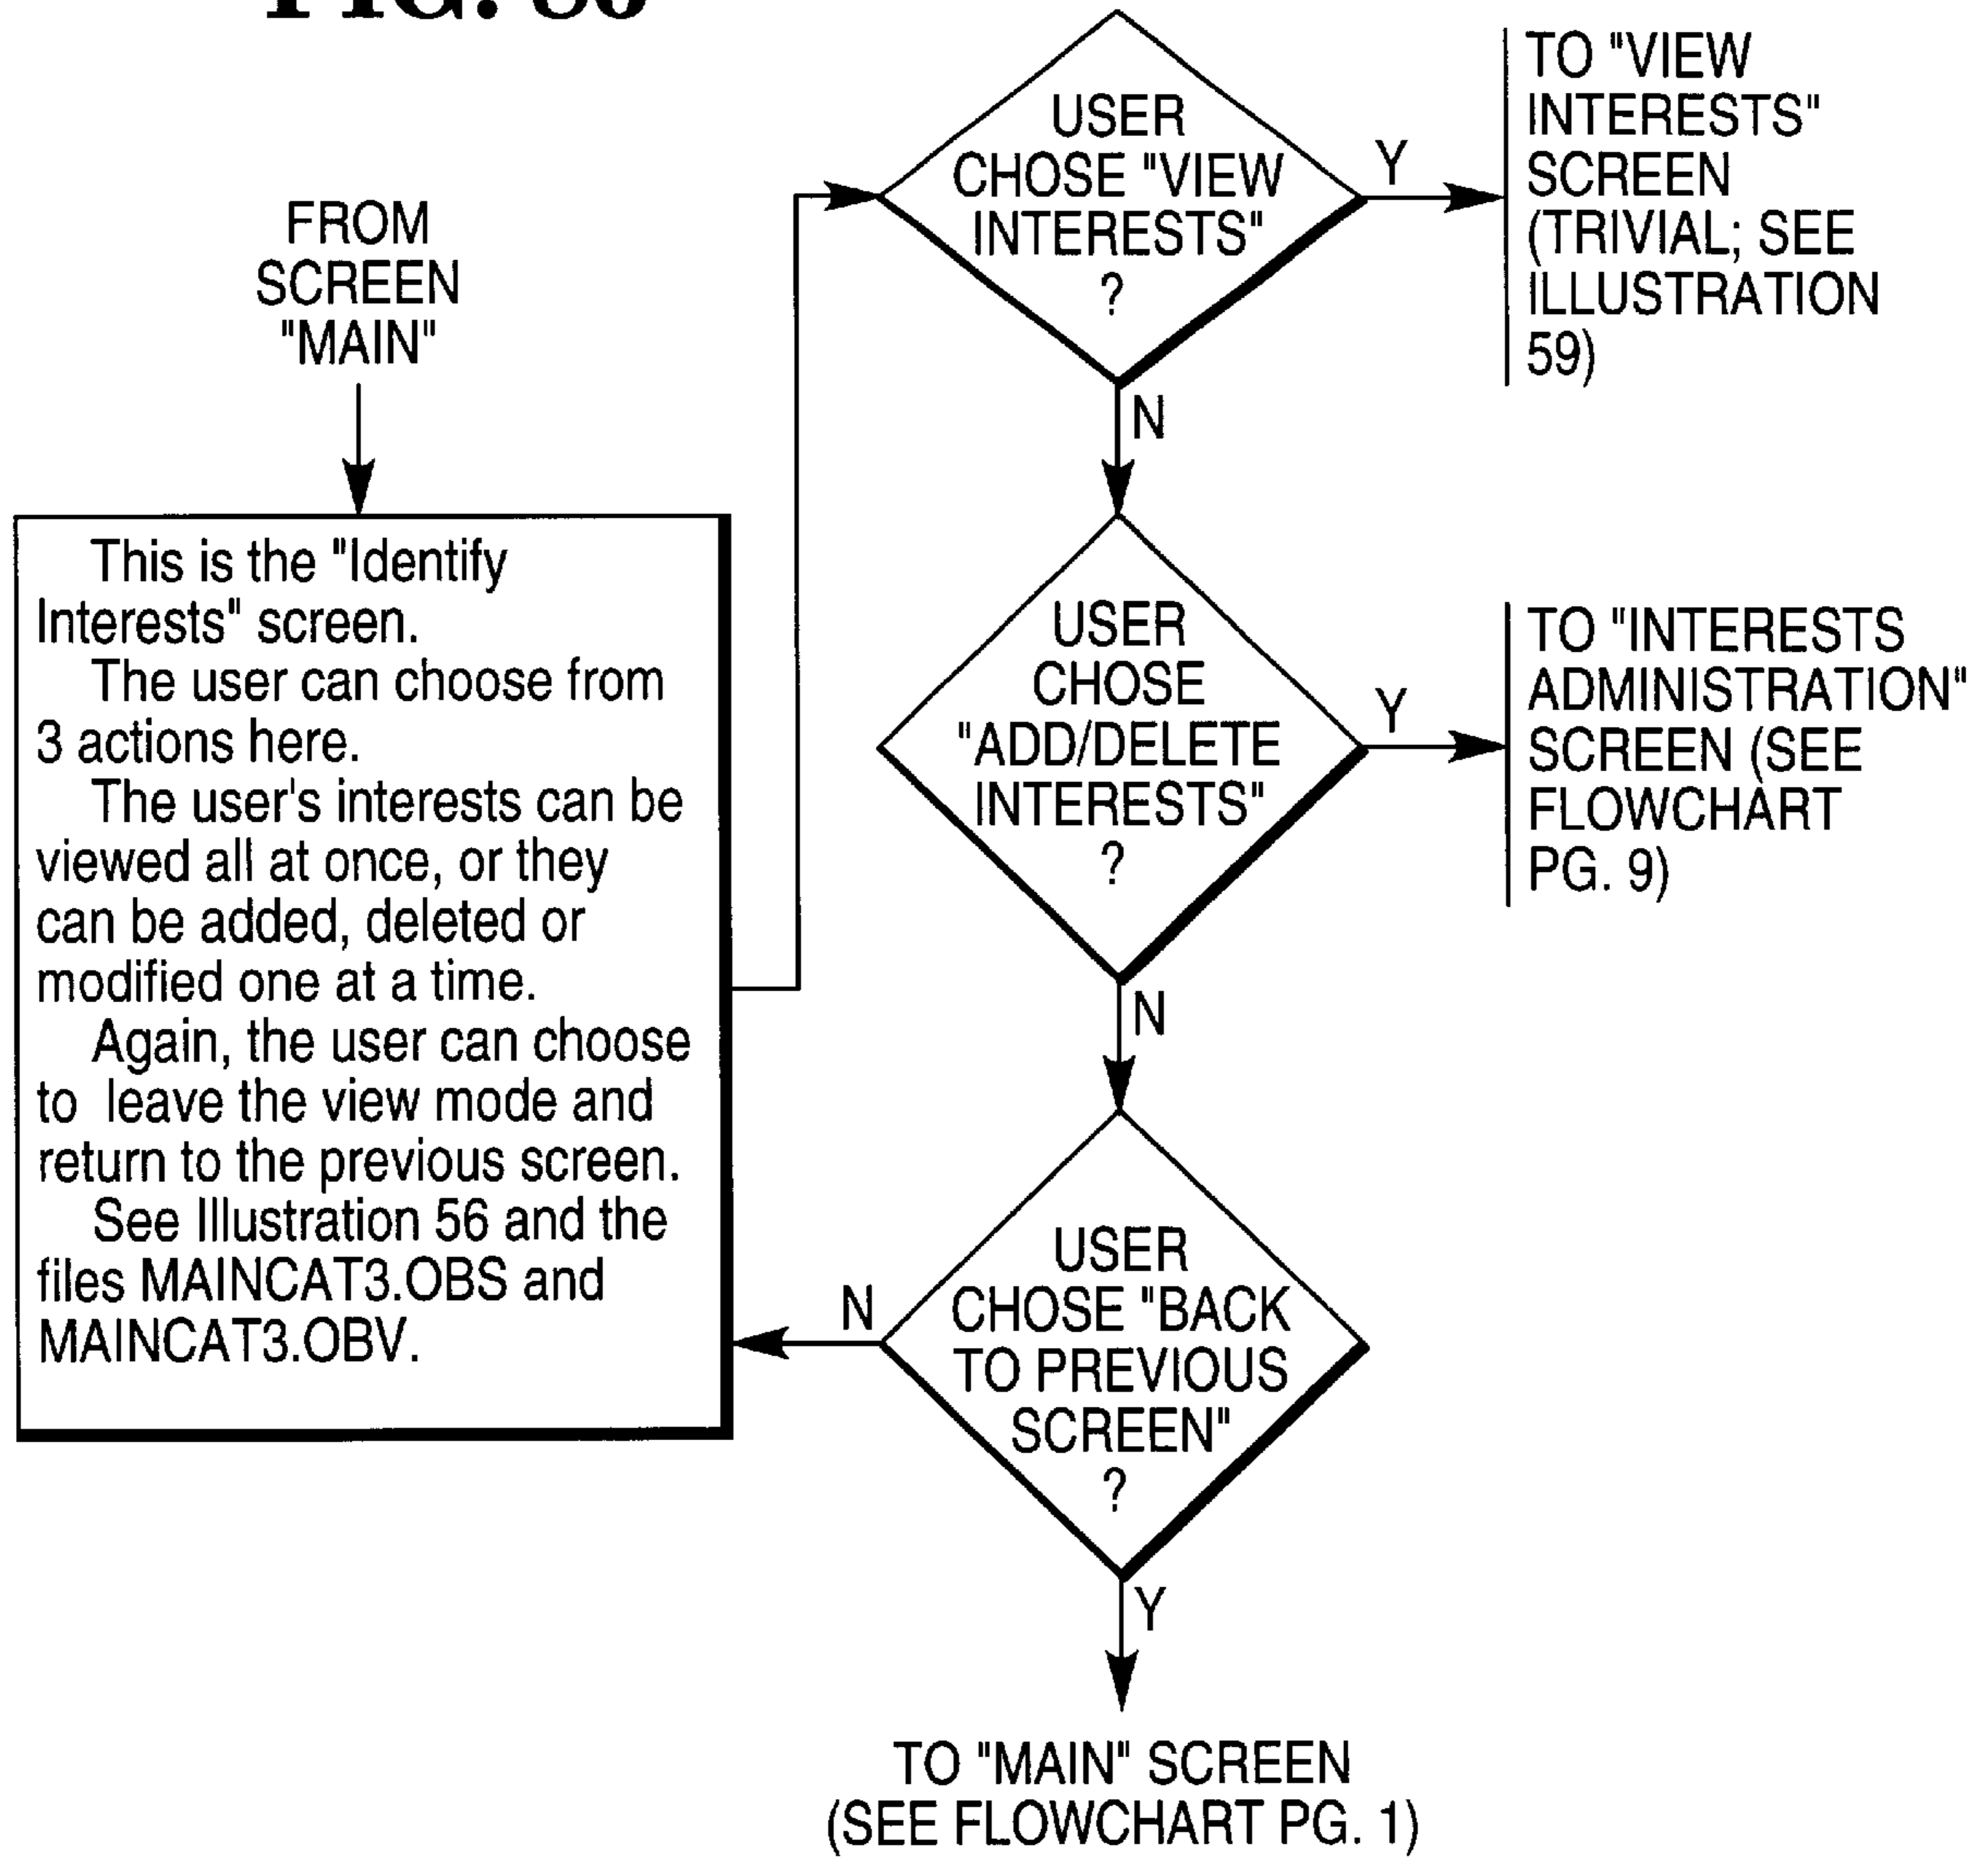 FROM
SCREEN
"MAIN"
This is the "Identify
Interests" screen.
The user can choose from
3 actions here.
The user's interests can be
viewed all at once, or they
can be added, deleted or
modified one at a time.
Again, the user can choose
to leave the view mode and
return to the previous screen.
See Illustration 56 and the
files MAINCAT3.OBS and
MAINCAT3.OBV.
USER
CHOSE "VIEW
INTERESTS"
?
Y
TO "VIEW
INTERESTS"
SCREEN
(TRIVIAL; SEE
ILLUSTRATION
59)
N
USER
CHOSE
"ADD/DELETE
INTERESTS"
?
Y
TO "INTERESTS
ADMINISTRATION"
SCREEN (SEE
FLOWCHART
PG. 9)
N
USER
CHOSE "BACK
TO PREVIOUS
SCREEN"
?
N
Y
TO "MAIN" SCREEN
(SEE FLOWCHART PG. 1)